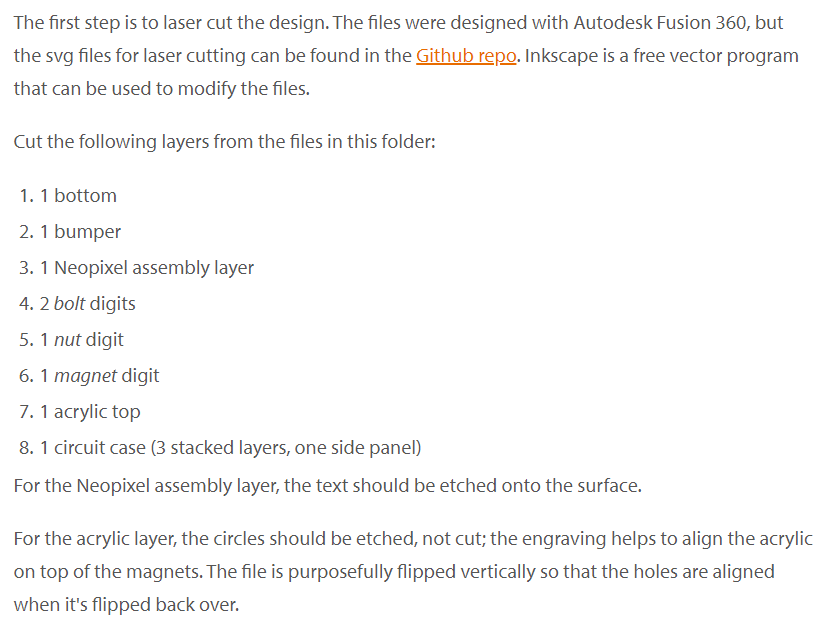 The first step is to laser cut the design. The files were designed with Autodesk Fusion 360, but
the svg files for laser cutting can be found in the Github repo. Inkscape is a free vector program
that can be used to modify the files.
Cut the following layers from the files in this folder:
1. 1 bottom
2. 1 bumper
3. 1 Neopixel assembly layer
4. 2 bolt digits
5. 1 nut digit
6. 1 magnet digit
7. 1 acrylic top
8. 1 circuit case (3 stacked layers, one side panel)
For the Neopixel assembly layer, the text should be etched onto the surface.
For the acrylic layer, the circles should be etched, not cut; the engraving helps to align the acrylic
on top of the magnets. The file is purposefully flipped vertically so that the holes are aligned
when it's flipped back over.